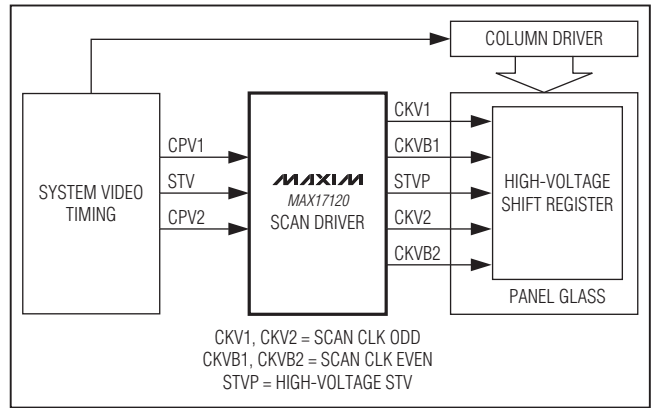 COLUMN DRIVER
SYSTEM VIDEO
TIMING
CPV1
STV
CPV2
MAXIM
MAX17120
SCAN DRIVER
CKV1
CKVB1
STVP
CKV2
CKVB2
HIGH-VOLTAGE
SHIFT REGISTER
PANEL GLASS
CKV1, CKV2 = SCAN CLK ODD
CKVB1, CKVB2 = SCAN CLK EVEN
STVP = HIGH-VOLTAGE STV